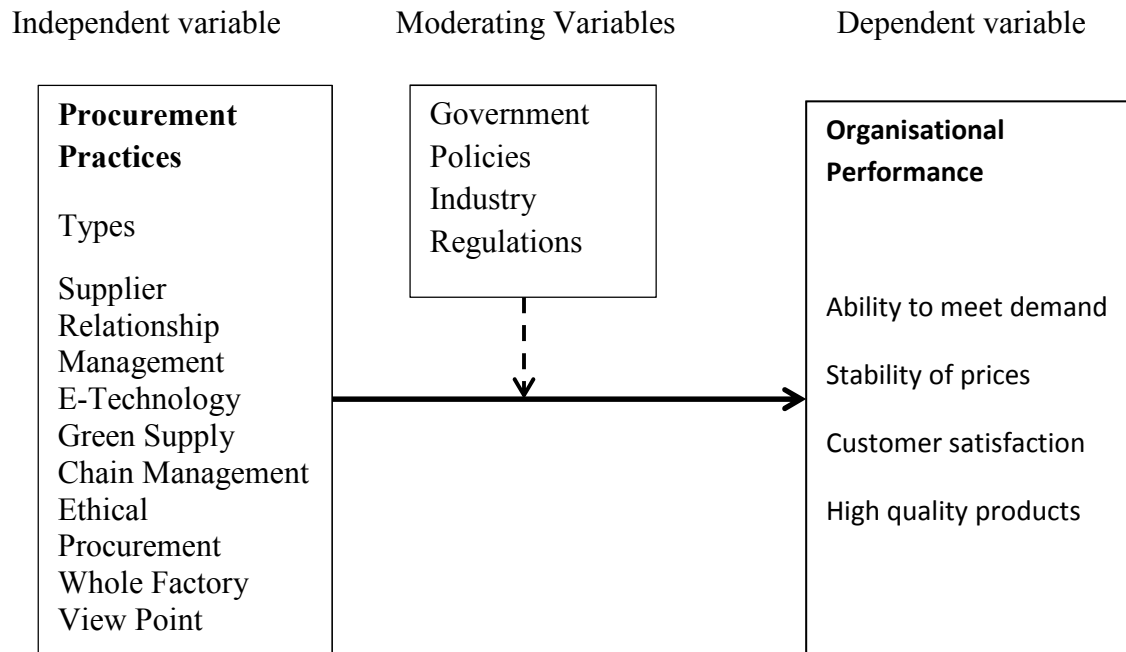 Independent variable
Moderating Variables
Dependent variable
Procurement
Practices
Types
Supplier
Relationship
Management
E-Technology
Green Supply
Chain Management
Ethical
Procurement
Whole Factory
View Point
Government
Policies
Industry
Regulations
Organisational
Performance
Ability to meet demand
Stability of prices
Customer satisfaction
High quality products